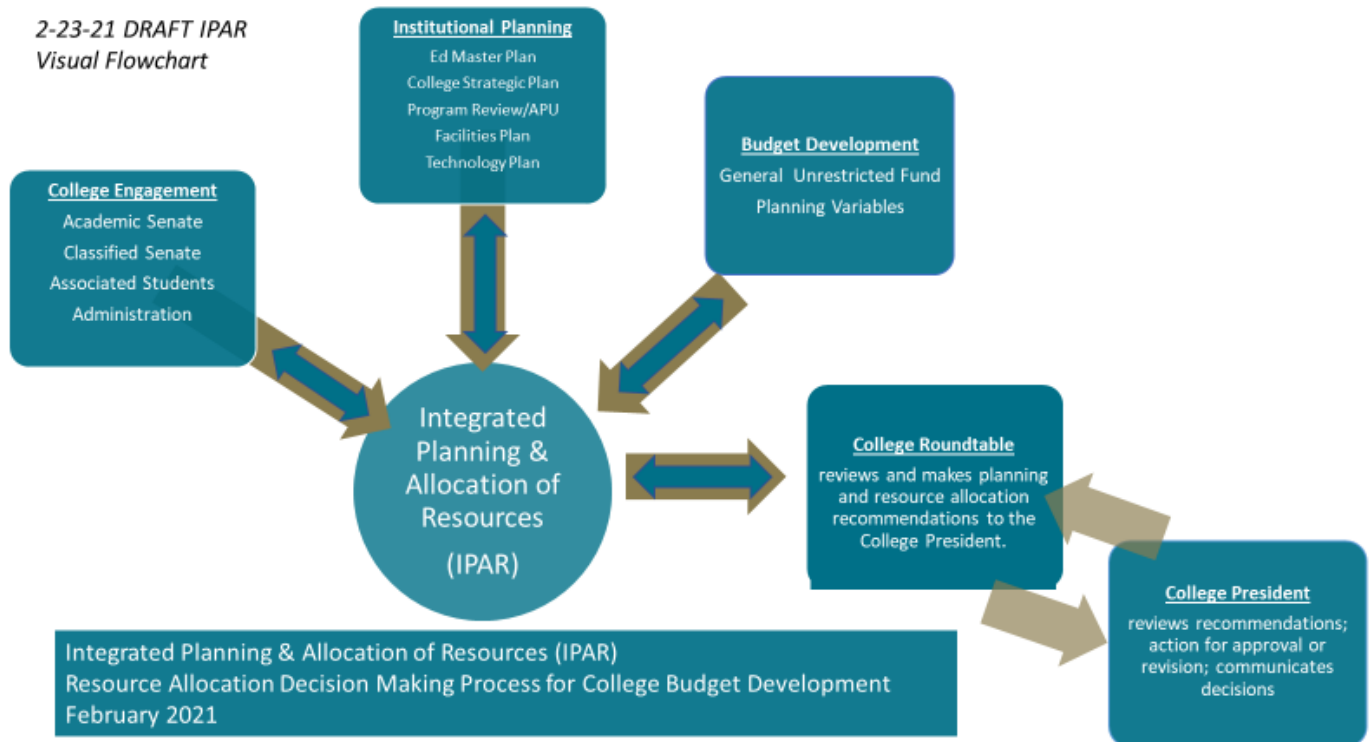 2-23-21 DRAFT IPAR
Visual Flowchart
Institutional Planning
Ed Master Plan
College Strategic Plan
Program Review/APU
Facilities Plan
Technology Plan
Budget Development
General Unrestricted Fund
Planning Variables
College Engagement
Academic Senate
Classified Senate
Associated Students
Administration
Integrated
Planning &
Allocation of
Resources
(IPAR)
College Roundtable
reviews and makes planning
and resource allocation
recommendations to the
College President.
College President
reviews recommendations;
action for approval or
revision; communicates
decisions
Integrated Planning & Allocation of Resources (IPAR)
Resource Allocation Decision Making Process for College Budget Development
February 2021